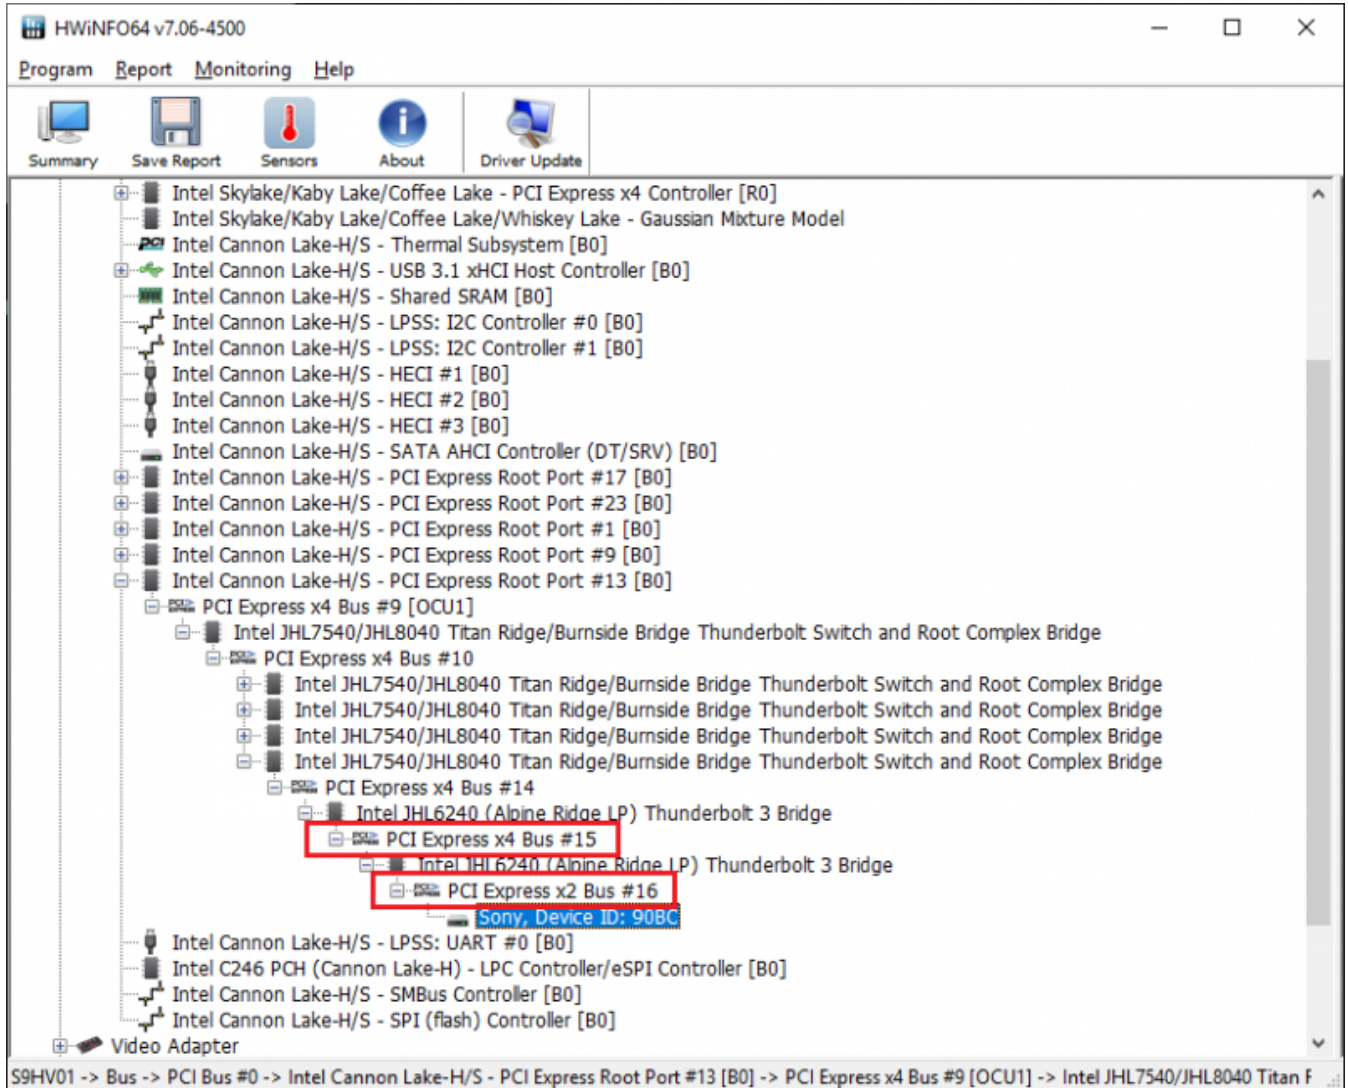 HWiNFO64 v7.06-4500
Program Report Monitoring Help
Summary Save Report Sensors About Driver Update
Intel Skylake/Kaby Lake/Coffee Lake - PCI Express x4 Controller [R0]
Intel Skylake/Kaby Lake/Coffee Lake/Whiskey Lake - Gaussian Mixture Model
PCI Intel Cannon Lake-H/S - Thermal Subsystem [B0]
Intel Cannon Lake-H/S - USB 3.1 xHCI Host Controller [B0]
Intel Cannon Lake-H/S - Shared SRAM [B0]
Intel Cannon Lake-H/S - LPSS: I2C Controller #0 [B0]
Intel Cannon Lake-H/S - LPSS: I2C Controller #1 [B0]
Intel Cannon Lake-H/S - HECI #1 [B0]
Intel Cannon Lake-H/S - HECI #2 [B0]
Intel Cannon Lake-H/S - HECI #3 [B0]
Intel Cannon Lake-H/S - SATA AHCI Controller (DT/SRV) [B0]
Intel Cannon Lake-H/S - PCI Express Root Port #17 [B0]
Intel Cannon Lake-H/S - PCI Express Root Port #23 [B0]
Intel Cannon Lake-H/S - PCI Express Root Port #1 [B0]
Intel Cannon Lake-H/S - PCI Express Root Port #9 [B0]
Intel Cannon Lake-H/S - PCI Express Root Port #13 [B0]
PCI Express x4 Bus #9 [OCU1]
Intel JHL7540/JHL8040 Titan Ridge/Burnside Bridge Thunderbolt Switch and Root Complex Bridge
PCI Express x4 Bus #10
Intel JHL7540/JHL8040 Titan Ridge/Burnside Bridge Thunderbolt Switch and Root Complex Bridge
Intel JHL7540/JHL8040 Titan Ridge/Burnside Bridge Thunderbolt Switch and Root Complex Bridge
Intel JHL7540/JHL8040 Titan Ridge/Burnside Bridge Thunderbolt Switch and Root Complex Bridge
Intel JHL7540/JHL8040 Titan Ridge/Burnside Bridge Thunderbolt Switch and Root Complex Bridge
PCI Express x4 Bus #14
Intel JHL6240 (Alpine Ridge LP) Thunderbolt 3 Bridge
PCI Express x4 Bus #15
Intel JHL6240 (Alpine Ridge LP) Thunderbolt 3 Bridge
PCI Express x2 Bus #16
Sony, Device ID: 90BC
Intel Cannon Lake-H/S - LPSS: UART #0 [B0]
Intel C246 PCH (Cannon Lake-H) - LPC Controller/eSPI Controller [B0]
Intel Cannon Lake-H/S - SMBus Controller [B0]
Intel Cannon Lake-H/S - SPI (flash) Controller [B0]
Video Adapter
S9HV01 -> Bus -> PCI Bus #0 -> Intel Cannon Lake-H/S - PCI Express Root Port #13 [B0] -> PCI Express x4 Bus #9 [OCU1] -> Intel JHL7540/JHL8040 Titan F